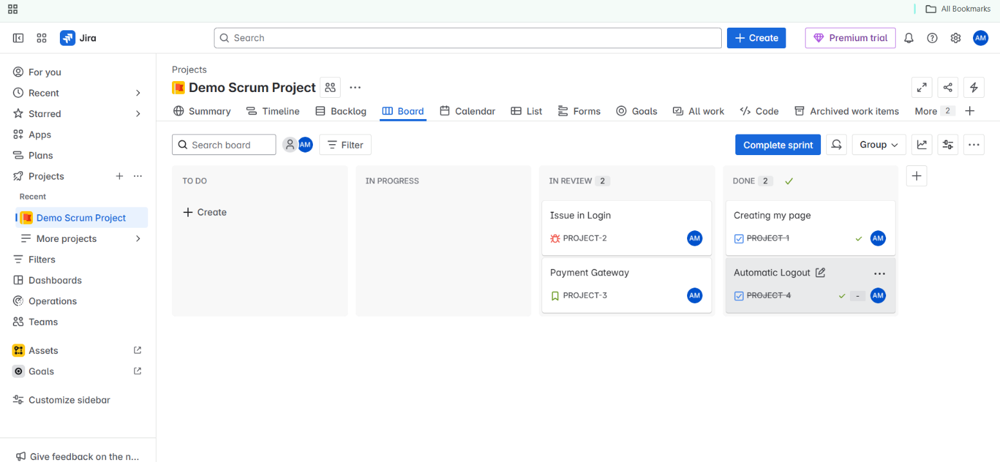 All Bookmarks
Jira
Search
Create
Premium trial
AM
For you
Recent
Starred
Apps
Plans
Projects
Recent
Demo Scrum Project
More projects
Filters
Dashboards
Operations
Teams
Assets
Goals
Customize sidebar
Give feedback on the n...
Projects
Demo Scrum Project
Summary Timeline Backlog Board Calendar List Forms Goals All work Code Archived work items More 2
Search board AM Filter Complete sprint Group
TO DO
Create
IN PROGRESS
IN REVIEW 2
Issue in Login
PROJECT-2 AM
Payment Gateway
PROJECT-3 AM
DONE 2
Creating my page
PROJECT-1 AM
Automatic Logout
PROJECT-4 - AM